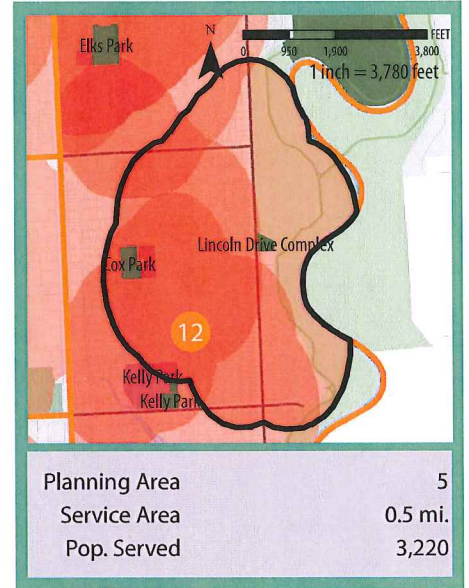 Elks Park
N
FEET
0 950 1,900 3,800
1 inch = 3,780 feet
Lincoln Drive Complex
Cox Park
12
Kelly Park
Kelly Park
Planning Area 5
Service Area 0.5 mi.
Pop. Served 3,220